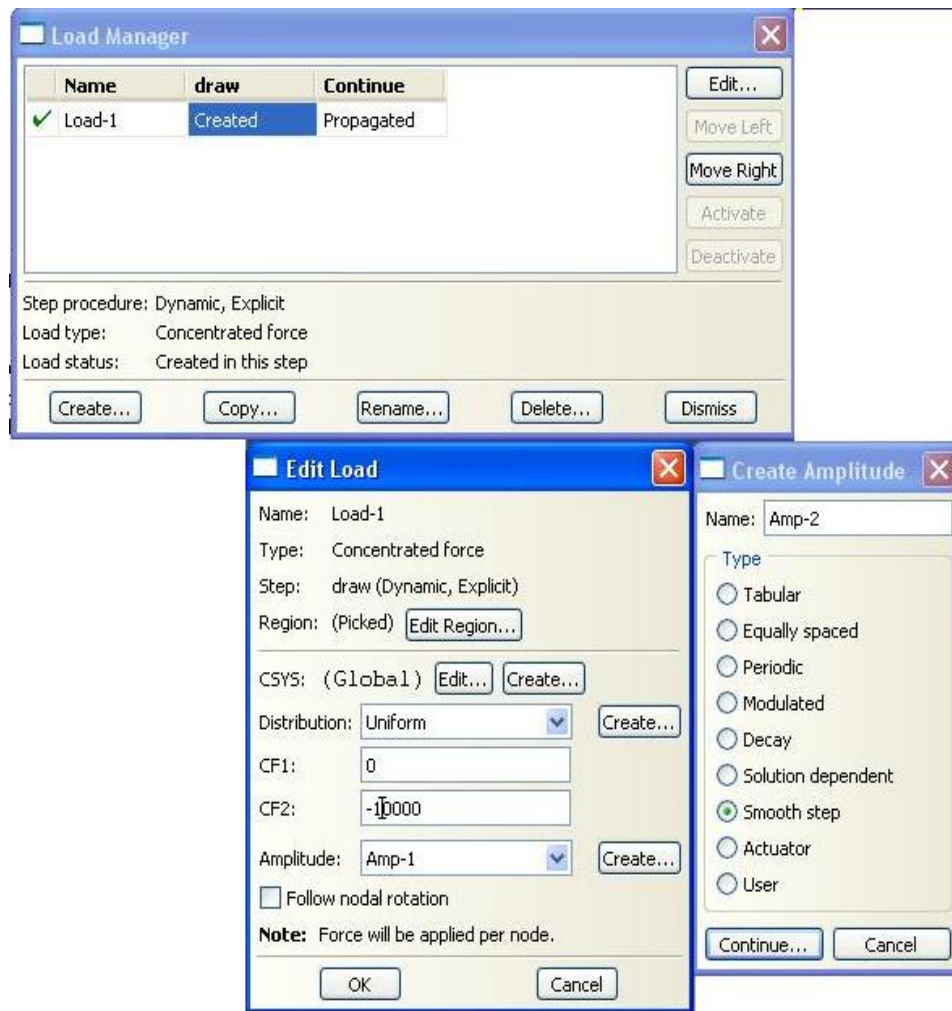 Load Manager
Name draw Continue
Load-1 Created Propagated
Edit...
Move Left
Move Right
Activate
Deactivate
Step procedure: Dynamic, Explicit
Load type: Concentrated force
Load status: Created in this step
Create... Copy... Rename... Delete... Dismiss
Edit Load
Name: Load-1
Type: Concentrated force
Step: draw (Dynamic, Explicit)
Region: (Picked) Edit Region...
CSYS: (Global) Edit... Create...
Distribution: Uniform Create...
CF1: 0
CF2: -10000
Amplitude: Amp-1 Create...
Follow nodal rotation
Note: Force will be applied per node.
OK Cancel
Create Amplitude
Name: Amp-2
Type
Tabular
Equally spaced
Periodic
Modulated
Decay
Solution dependent
Smooth step
Actuator
User
Continue... Cancel